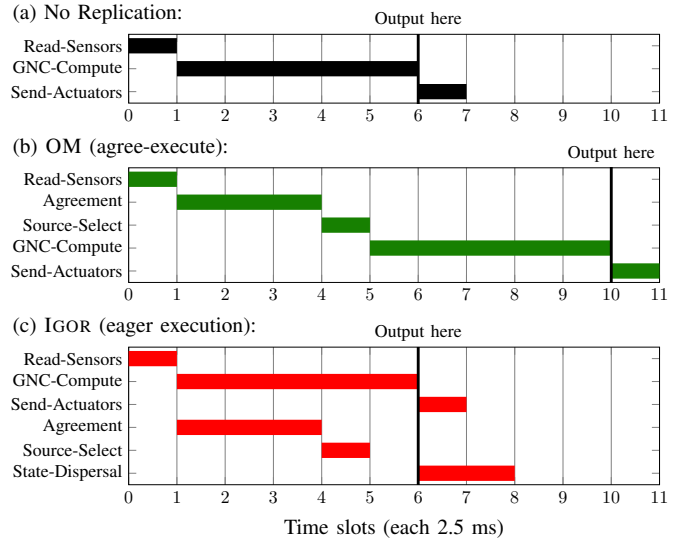 (a) No Replication:
Output here
Read-Sensors
GNC-Compute
Send-Actuators
0 1 2 3 4 5 6 7 8 9 10 11
(b) OM (agree-execute):
Output here
Read-Sensors
Agreement
Source-Select
GNC-Compute
Send-Actuators
0 1 2 3 4 5 6 7 8 9 10 11
(c) IGOR (eager execution):
Output here
Read-Sensors
GNC-Compute
Send-Actuators
Agreement
Source-Select
State-Dispersal
0 1 2 3 4 5 6 7 8 9 10 11
Time slots (each 2.5 ms)